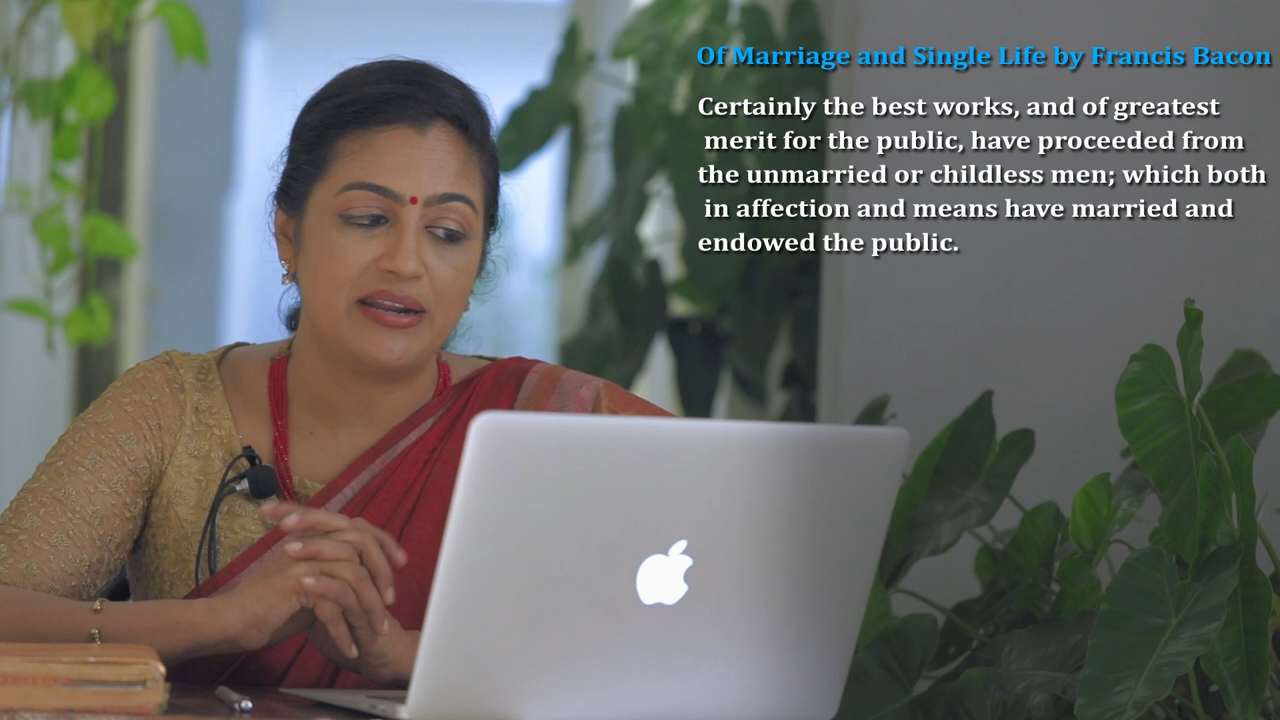 Of Marriage and Single Life by Francis Bacon
Certainly the best works, and of greatest
merit for the public, have proceeded from
the unmarried or childless men; which both
in affection and means have married and
endowed the public.